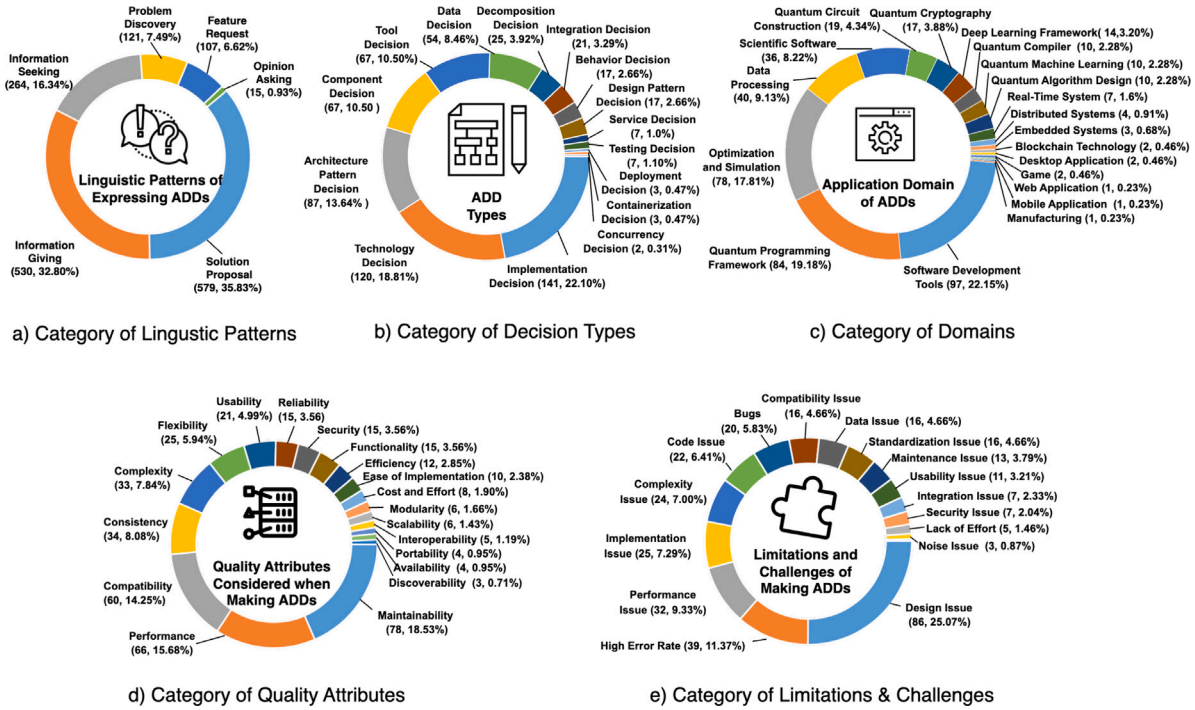 Problem
Discovery
(121, 7.49%)
Feature
Request
(107, 6.62%)
Opinion
Asking
(15, 0.93%)
Information
Seeking
(264, 16.34%)
Linguistic Patterns of
Expressing ADDs
Information
Giving
(530, 32.80%)
Solution
Proposal
(579, 35.83%)
a) Category of Lingustic Patterns
Data
Decision
(54, 8.46%)
Decomposition
Decision
(25, 3.92%)
Integration Decision
(21, 3.29%)
Behavior Decision
(17, 2.66%)
Design Pattern
Decision (17, 2.66%)
Service Decision
(7, 1.0%)
Testing Decision
(7, 1.10%)
Deployment
Decision (3, 0.47%)
Containerization
Decision (3, 0.47%)
Concurrency
Decision (2, 0.31%)
Tool
Decision
(67, 10.50%)
Component
Decision
(67, 10.50
)
Architecture
Pattern
Decision
(87, 13.64% )
ADD
Types
Technology
Decision
(120, 18.81%)
Implementation
Decision (141, 22.10%)
b) Category of Decision Types
Quantum Circuit
Construction (19, 4.34%)
Quantum Cryptography
(17, 3.88%)
Deep Learning Framework( 14,3.20%)
Quantum Compiler (10, 2.28%)
Quantum Machine Learning (10, 2.28%)
Quantum Algorithm Design (10, 2.28%)
Real-Time System (7, 1.6%)
Distributed Systems (4, 0.91%)
Embedded Systems (3, 0.68%)
Blockchain Technology (2, 0.46%)
Desktop Application (2, 0.46%)
Game (2, 0.46%)
Web Application (1, 0.23%)
Mobile Application (1, 0.23%)
Manufacturing (1, 0.23%)
Scientific Software
(36, 8.22%)
Data
Processing
(40, 9.13%)
Optimization
and Simulation
(78, 17.81%)
Application Domain
of ADDs
Quantum Programming
Framework (84, 19.18%)
Software Development
Tools (97, 22.15%)
c) Category of Domains
Usability
(21, 4.99%)
Reliability
(15, 3.56)
Security (15, 3.56%)
Functionality (15, 3.56%)
Efficiency (12, 2.85%)
Ease of Implementation (10, 2.38%)
Cost and Effort (8, 1.90%)
Modularity (6, 1.66%)
Scalability (6, 1.43%)
Interoperability (5, 1.19%)
Portability (4, 0.95%)
Availability (4, 0.95%)
Discoverability (3, 0.71%)
Flexibility
(25, 5.94%)
Complexity
(33, 7.84%)
Consistency
(34, 8.08%)
Compatibility
(60, 14.25%)
Quality Attributes
Considered when
Making ADDs
Maintainability
(78, 18.53%)
Performance
(66, 15.68%)
d) Category of Quality Attributes
Compatibility Issue
(16, 4.66%)
Data Issue (16, 4.66%)
Standardization Issue (16, 4.66%)
Maintenance Issue (13, 3.79%)
Usability Issue (11, 3.21%)
Integration Issue (7, 2.33%)
Security Issue (7, 2.04%)
Lack of Effort (5, 1.46%)
Noise Issue (3, 0.87%)
Bugs
(20, 5.83%)
Code Issue
(22, 6.41%)
Complexity
Issue (24, 7.00%)
Implementation
Issue (25, 7.29%)
Performance
Issue (32, 9.33%)
Limitations and
Challenges of
Making ADDs
Design Issue
(86, 25.07%)
High Error Rate (39, 11.37%)
e) Category of Limitations & Challenges